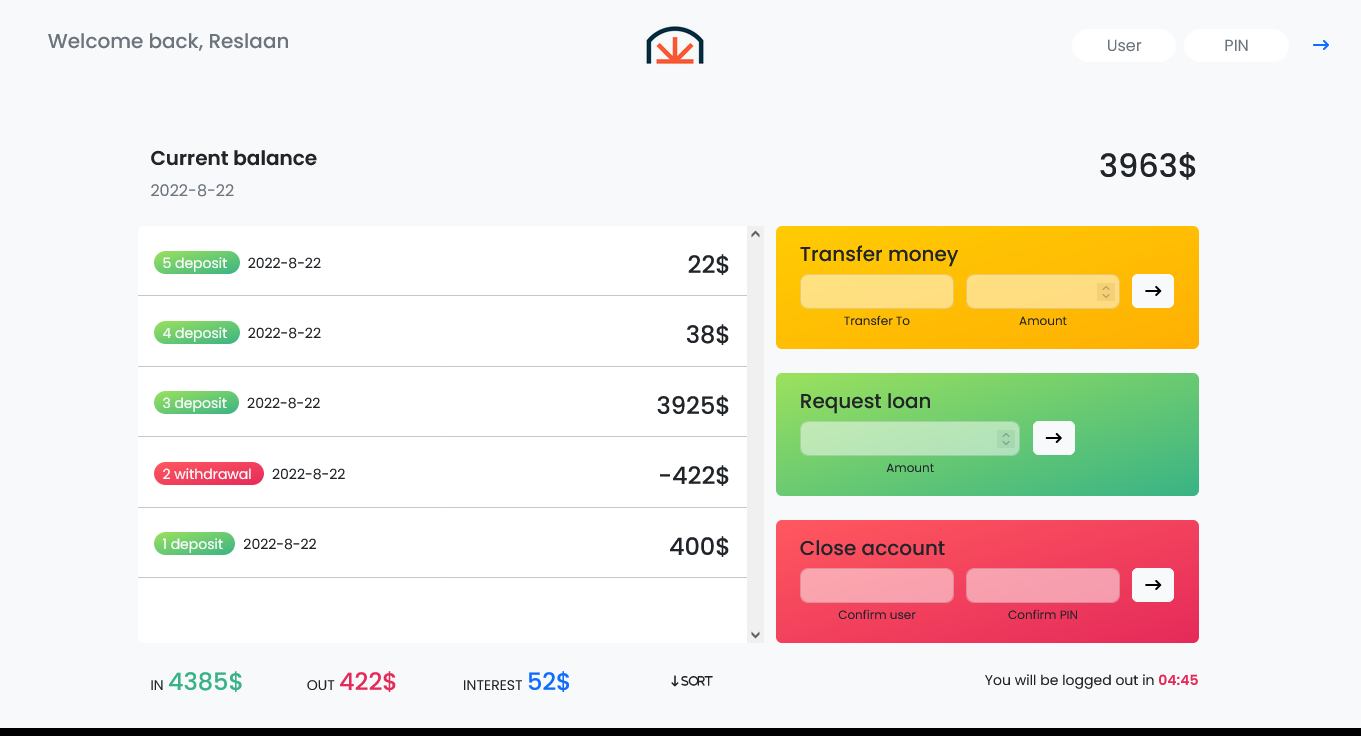 Welcome back, Reslaan
User
PIN
→
Current balance
2022-8-22
3963$
5 deposit 2022-8-22 22$
4 deposit 2022-8-22 38$
3 deposit 2022-8-22 3925$
2 withdrawal 2022-8-22 -422$
1 deposit 2022-8-22 400$
Transfer money
→
Transfer To
Amount
Request loan
→
Amount
Close account
→
Confirm user
Confirm PIN
IN 4385$
OUT 422$
INTEREST 52$
↓ SORT
You will be logged out in 04:45